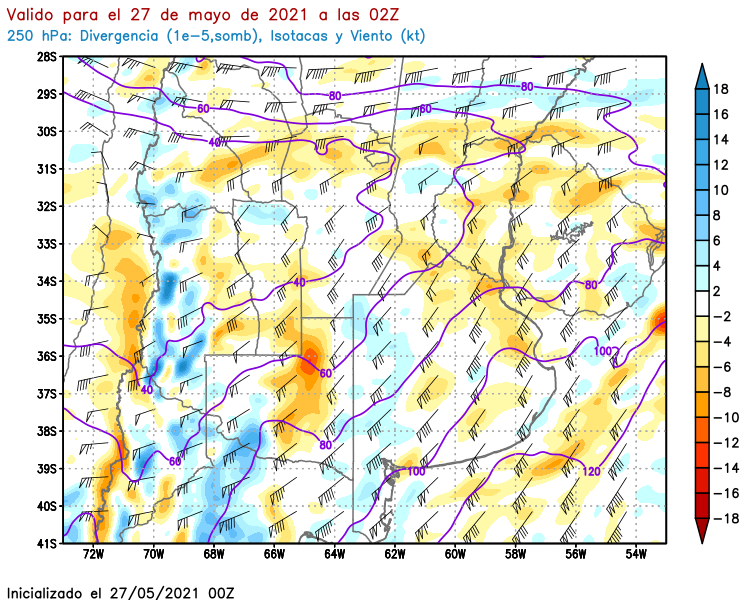 Valido para el 27 de mayo de 2021 a las 02Z
250 hPa: Divergencia (1e-5,somb), Isotacas y Viento (kt)
28S
29S
30S
31S
32S
33S
34S
35S
36S
37S
38S
39S
40S
41S
72W 70W 68W 66W 64W 62W 60W 58W 56W 54W
80 80
60 60
40
40
80
100
60
40
80
60
100
120
18
16
14
12
10
8
6
4
2
-2
-4
-6
-8
-10
-12
-14
-16
-18
Inicializado el 27/05/2021 00Z